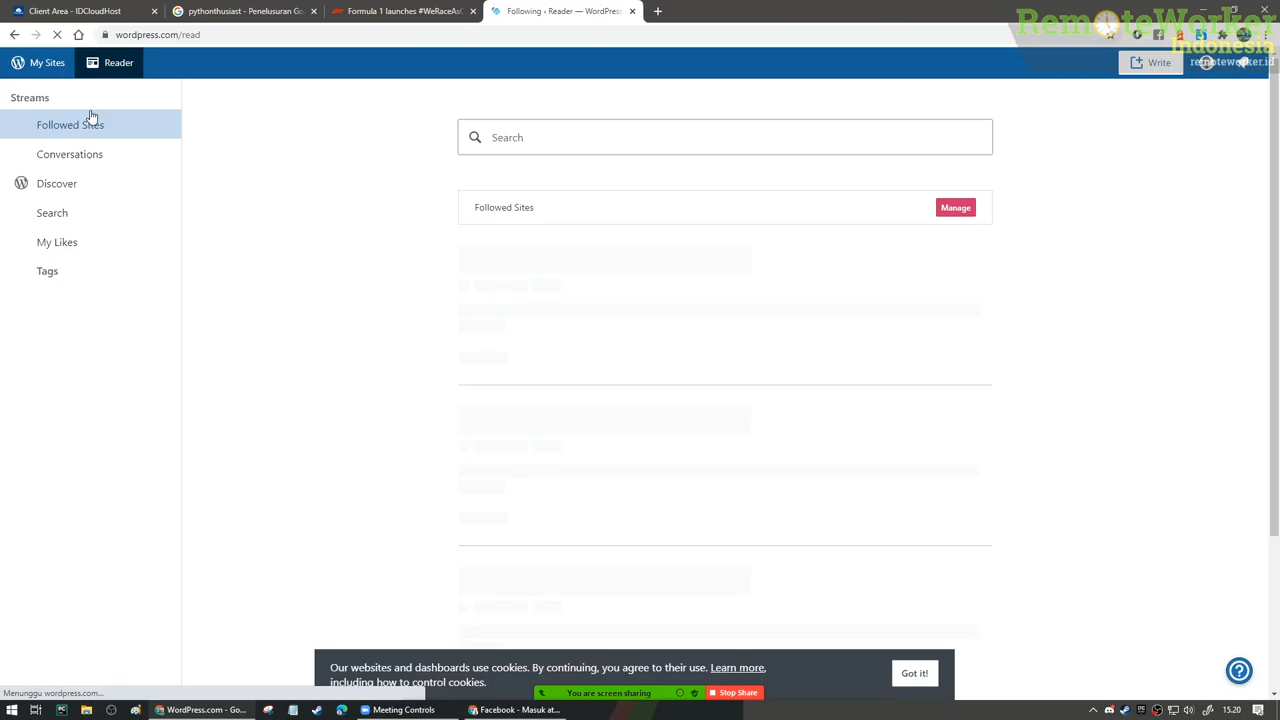 Client Area - IDCloudHost
pythonthusiast - Penelusuran Go
Formula 1 launches #WeRaceAsO
Following ‹ Reader — WordPress
RemoteWorker
Indonesia
remoteworker.id
wordpress.com/read
My Sites
Reader
Write
Streams
Followed Sites
Conversations
Discover
Search
My Likes
Tags
Search
Followed Sites
Manage
Our websites and dashboards use cookies. By continuing, you agree to their use. Learn more,
including how to control cookies.
Got it!
Menunggu wordpress.com...
You are screen sharing
Stop Share
WordPress.com - Go...
Meeting Controls
Facebook - Masuk at...
15.20